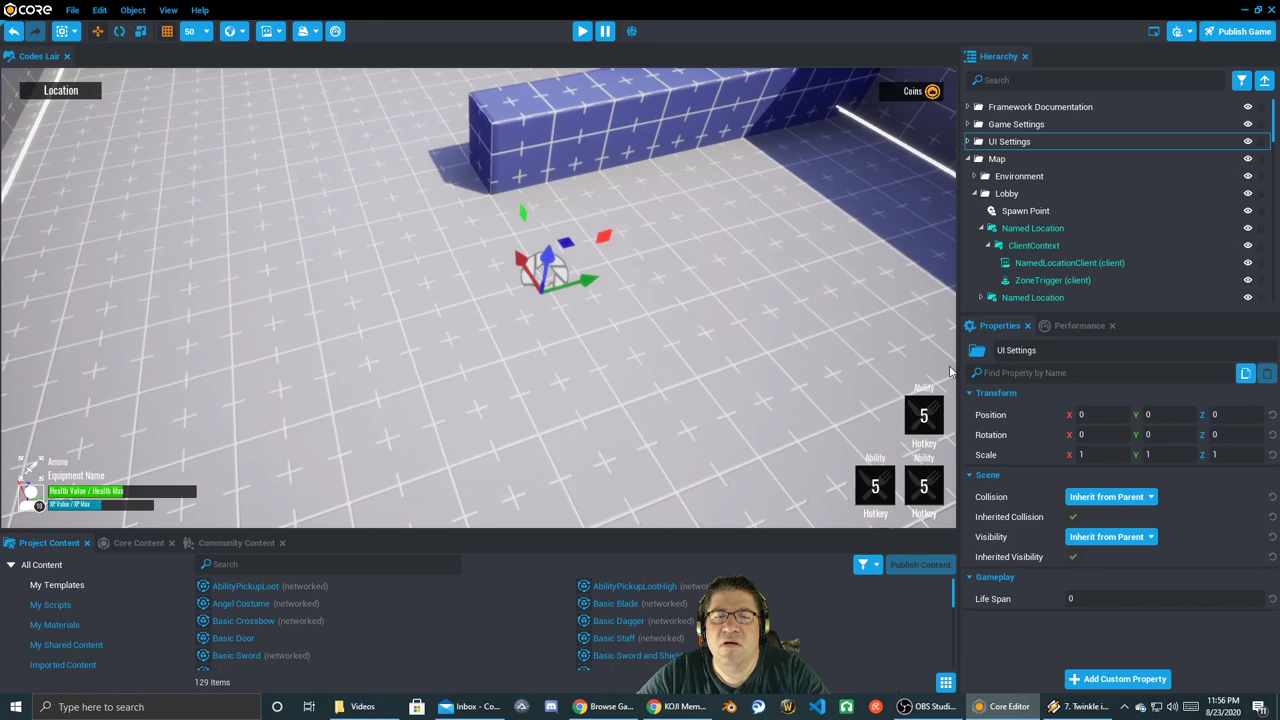 CORE
File
Edit
Object
View
Help
50
Publish Game
Codes Lair
Location
Coins
Ability
5
Hotkey
Ability
5
Hotkey
Ability
5
Hotkey
Ammo
Equipment Name
Health Value / Health Max
10
XP Value / XP Max
Hierarchy
Search
Framework Documentation
Game Settings
UI Settings
Map
Environment
Lobby
Spawn Point
Named Location
ClientContext
NamedLocationClient (client)
ZoneTrigger (client)
Named Location
Properties
Performance
UI Settings
Find Property by Name
Transform
Position X 0 Y 0 Z 0
Rotation X 0 Y 0 Z 0
Scale X 1 Y 1 Z 1
Scene
Collision Inherit from Parent
Inherited Collision
Visibility Inherit from Parent
Inherited Visibility
Gameplay
Life Span 0
Add Custom Property
Project Content
Core Content
Community Content
All Content
Search
Publish Content
My Templates
My Scripts
My Materials
My Shared Content
Imported Content
AbilityPickupLoot (networked)
Angel Costume (networked)
Basic Crossbow (networked)
Basic Door
Basic Sword (networked)
AbilityPickupLootHigh
Basic Blade (networked)
Basic Dagger (networked)
Basic Staff (networked)
Basic Sword and Shield
129 Items
Type here to search
Videos
Inbox - Co...
Browse Ga...
KOJI Mem...
OBS Studi...
Core Editor
7. Twinkle i...
11:56 PM
8/23/2020